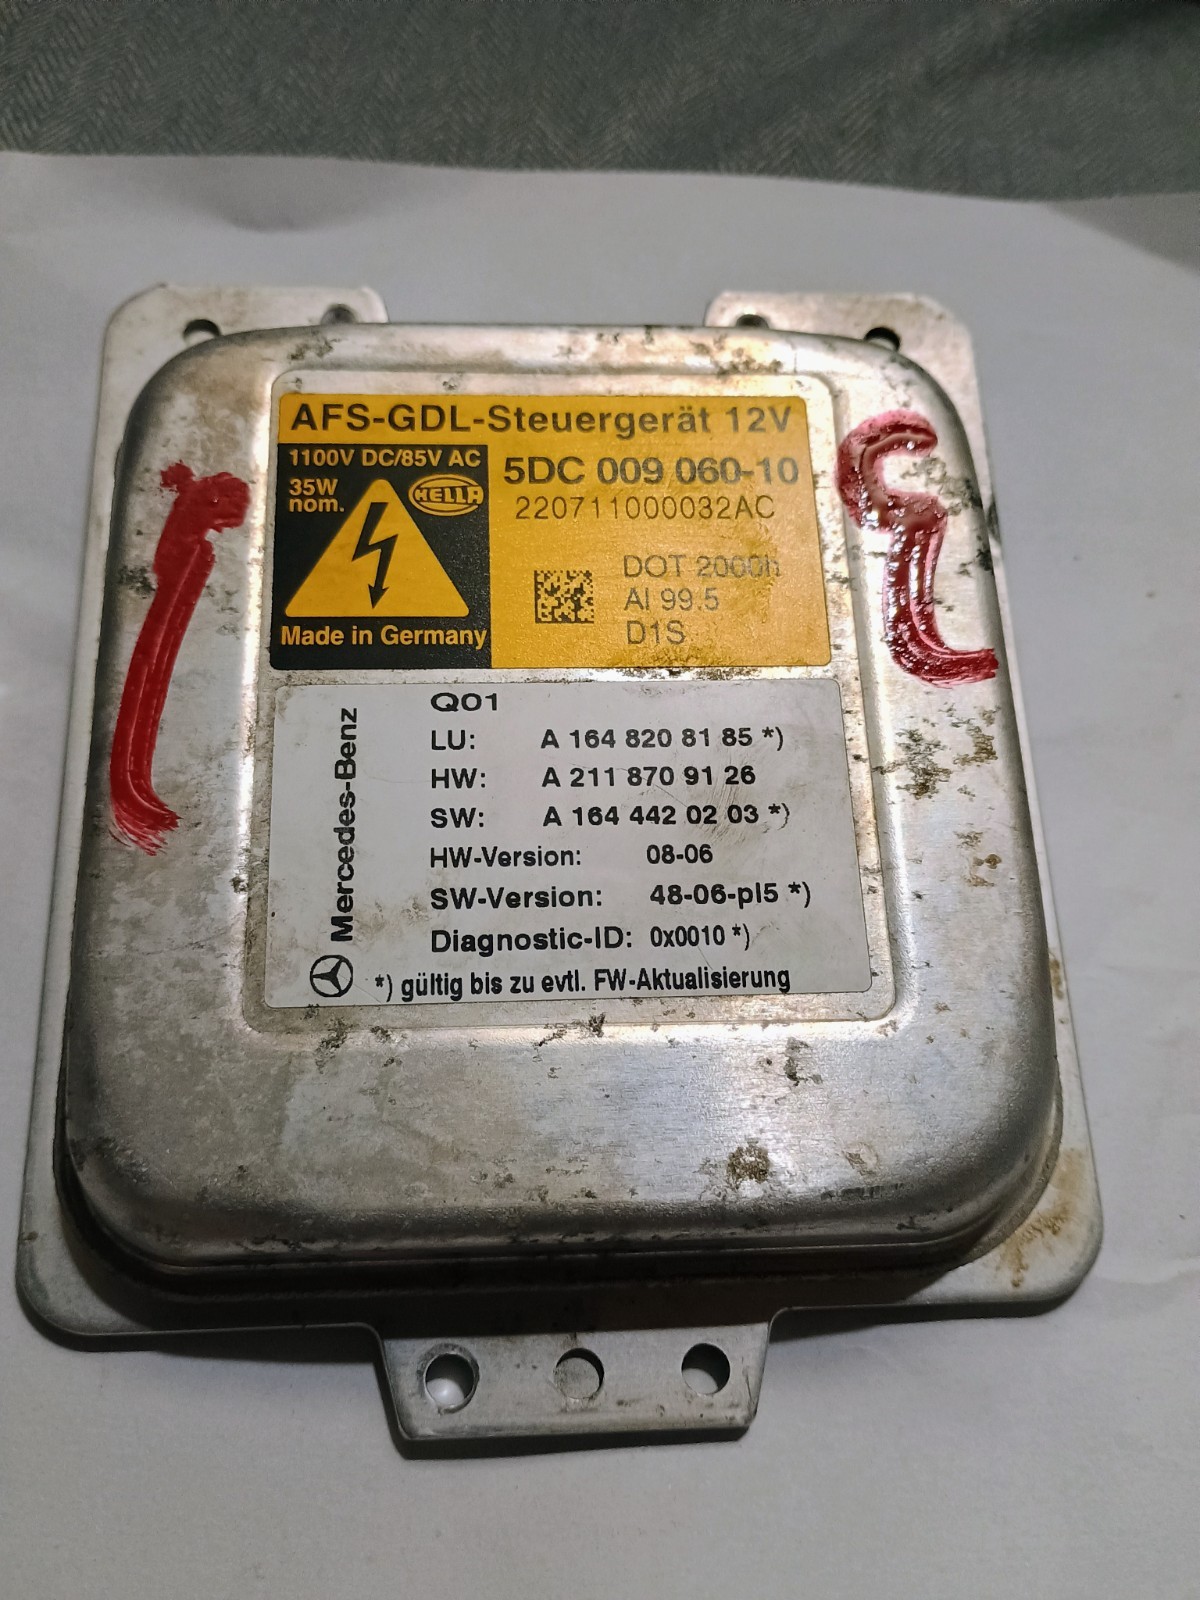 AFS-GDL-Steuergerät 12V
1100V DC/85V AC
35W
nom.
HELLA
Made in Germany
5DC 009 060-10
220711000032AC
DOT 2000h
AI 99.5
D1S
Mercedes-Benz
Q01
LU: A 164 820 81 85 *)
HW: A 211 870 91 26
SW: A 164 442 02 03 *)
HW-Version: 08-06
SW-Version: 48-06-pl5 *)
Diagnostic-ID: 0x0010 *)
*) gültig bis zu evtl. FW-Aktualisierung